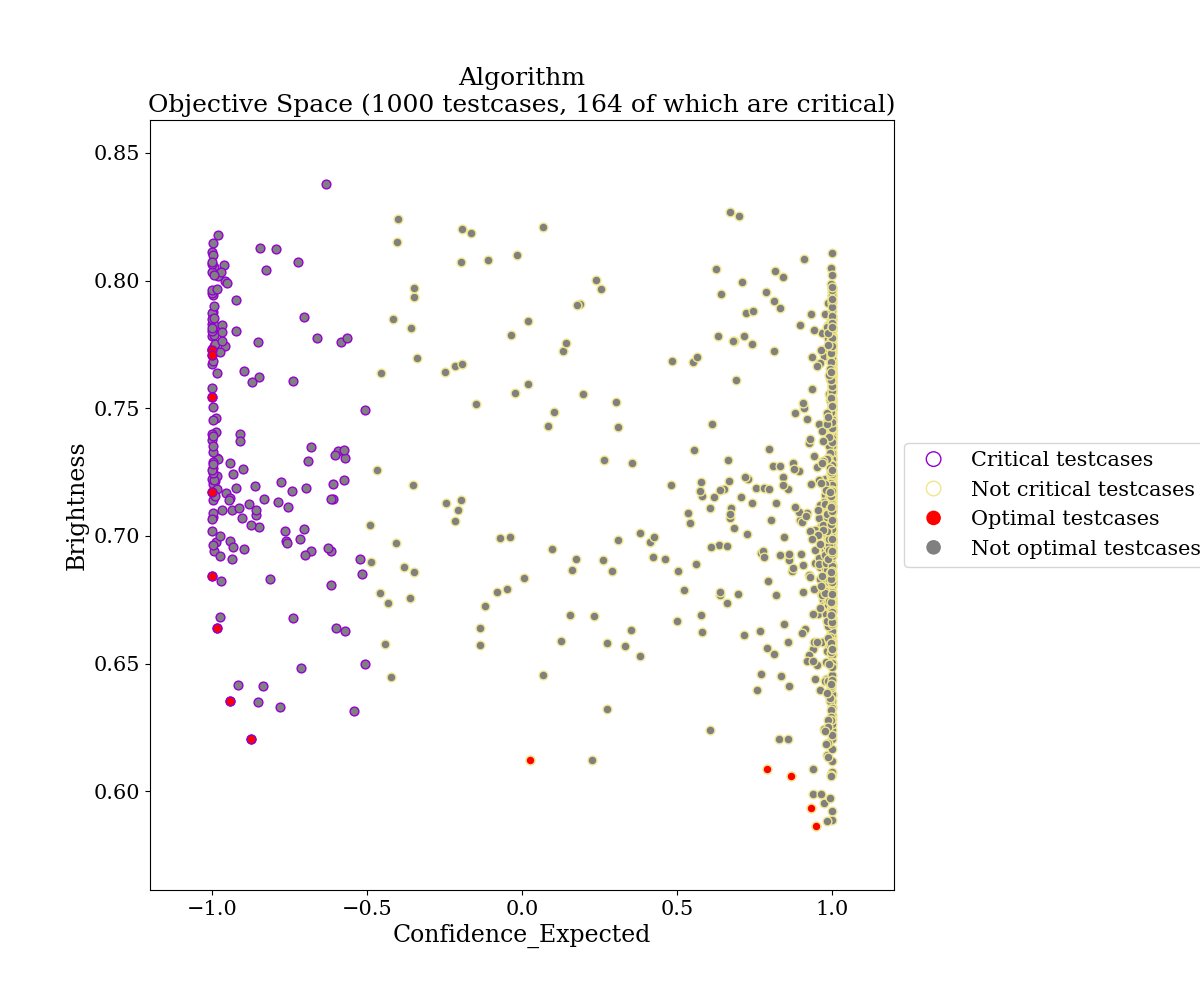 Algorithm
Objective Space (1000 testcases, 164 of which are critical)
0.85
0.80
0.75
0.70
0.65
0.60
Brightness
−1.0
−0.5
0.0
0.5
1.0
Confidence_Expected
Critical testcases
Not critical testcases
Optimal testcases
Not optimal testcases